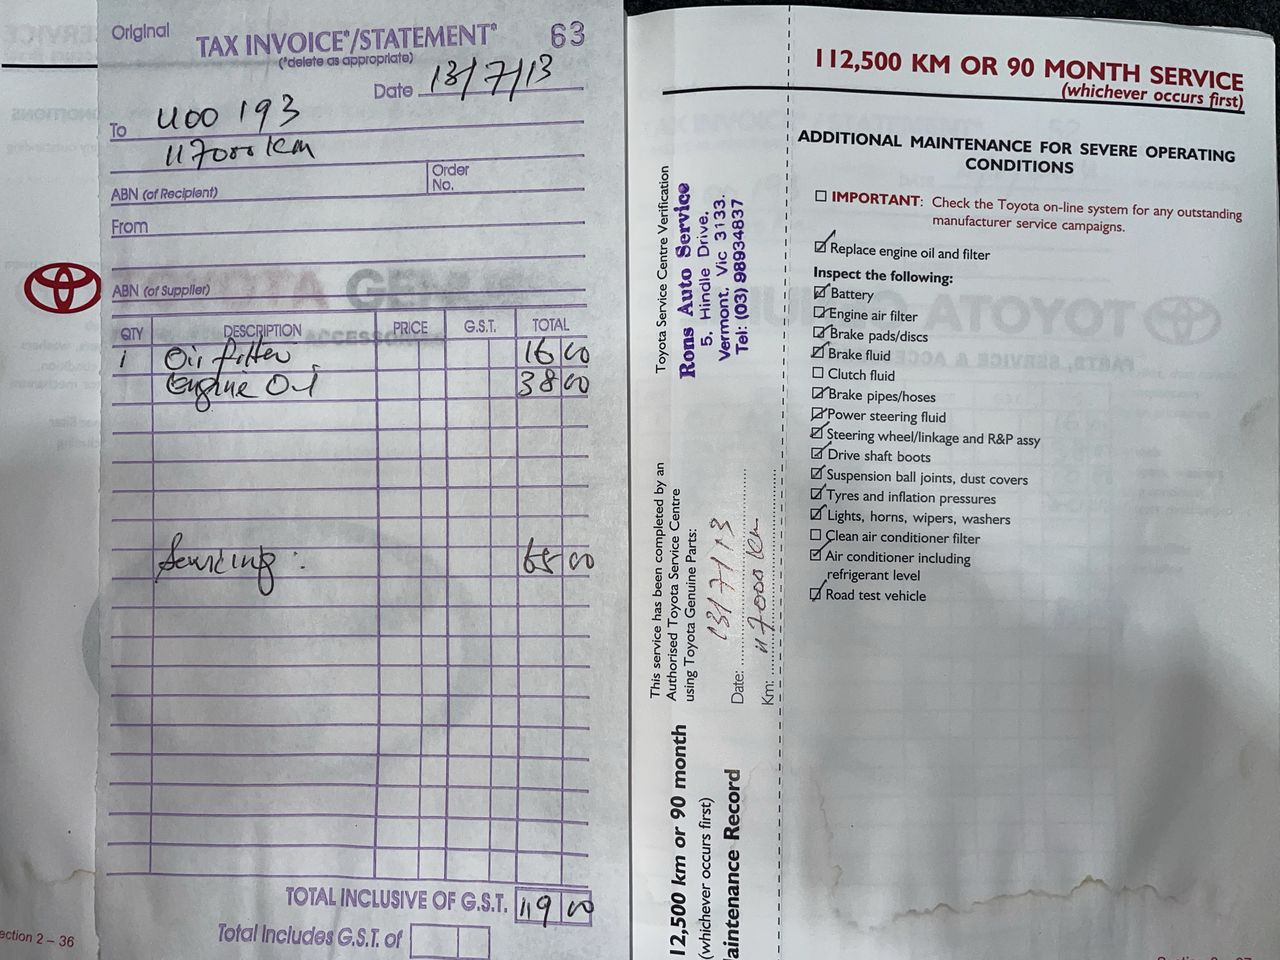 Original
TAX INVOICE*/STATEMENT* 63
(*delete as appropriate)
Date 13/7/13
To UOO 193
117000 km
ABN (of Recipient) Order No.
From
ABN (of Supplier)
QTY DESCRIPTION PRICE G.S.T. TOTAL
1 Oil filter 16 00
Engine Oil 38 00
Servicing: 65 00
TOTAL INCLUSIVE OF G.S.T. 119 00
Total Includes G.S.T. of
ection 2 – 36
Toyota Service Centre Verification
Rons Auto Service
5, Hindle Drive,
Vermont, Vic 3133.
Tel: (03) 98934837
This service has been completed by an
Authorised Toyota Service Centre
using Toyota Genuine Parts:
Date: 13/7/13
Km: 117000 km
12,500 km or 90 month
(whichever occurs first)
aintenance Record
112,500 KM OR 90 MONTH SERVICE
(whichever occurs first)
ADDITIONAL MAINTENANCE FOR SEVERE OPERATING
CONDITIONS
IMPORTANT: Check the Toyota on-line system for any outstanding
manufacturer service campaigns.
Replace engine oil and filter
Inspect the following:
Battery
Engine air filter
Brake pads/discs
Brake fluid
Clutch fluid
Brake pipes/hoses
Power steering fluid
Steering wheel/linkage and R&P assy
Drive shaft boots
Suspension ball joints, dust covers
Tyres and inflation pressures
Lights, horns, wipers, washers
Clean air conditioner filter
Air conditioner including
refrigerant level
Road test vehicle